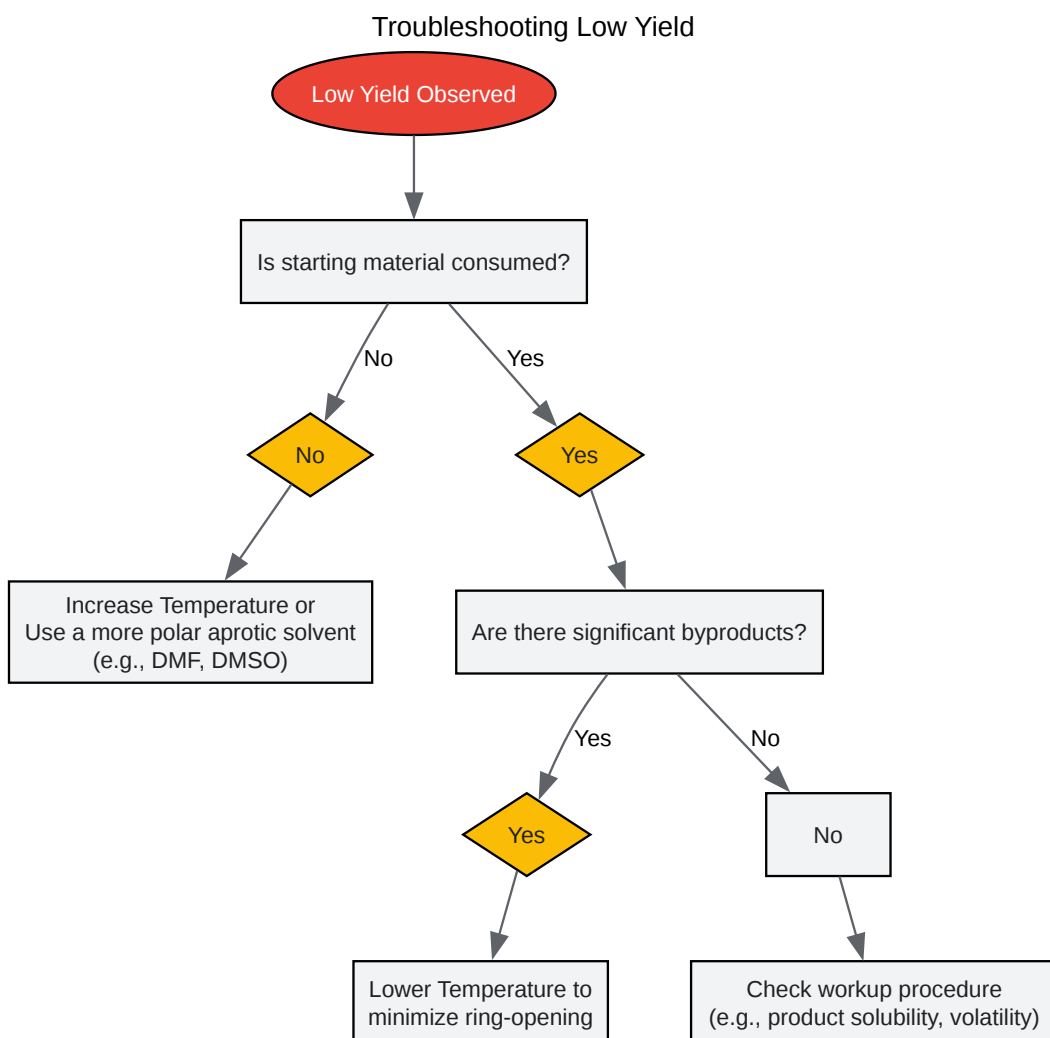 Troubleshooting Low Yield
Low Yield Observed
Is starting material consumed?
No
Yes
No
Yes
Increase Temperature or
Use a more polar aprotic solvent
(e.g., DMF, DMSO)
Are there significant byproducts?
Yes
No
Yes
No
Lower Temperature to
minimize ring-opening
Check workup procedure
(e.g., product solubility, volatility)